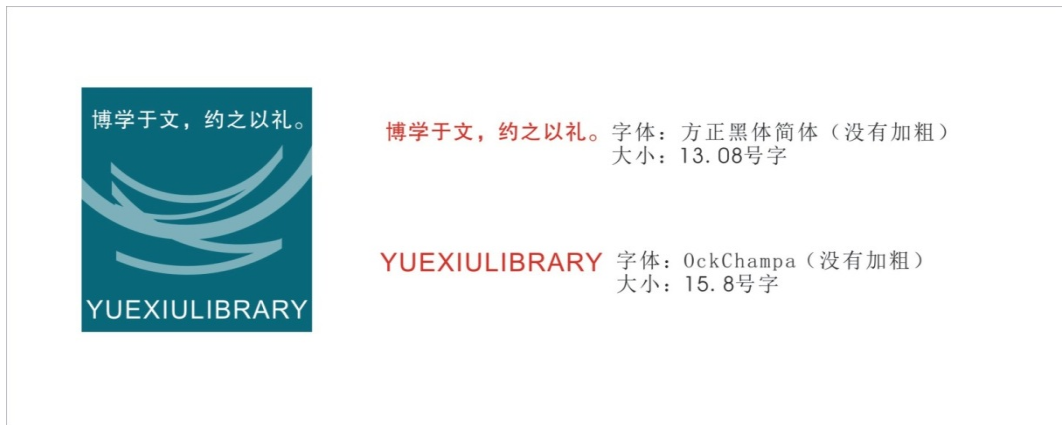 博学于文，约之以礼。
YUEXIULIBRARY
博学于文，约之以礼。 字体：方正黑体简体（没有加粗）
大小：13.08号字
YUEXIULIBRARY 字体：OckChampa（没有加粗）
大小：15.8号字